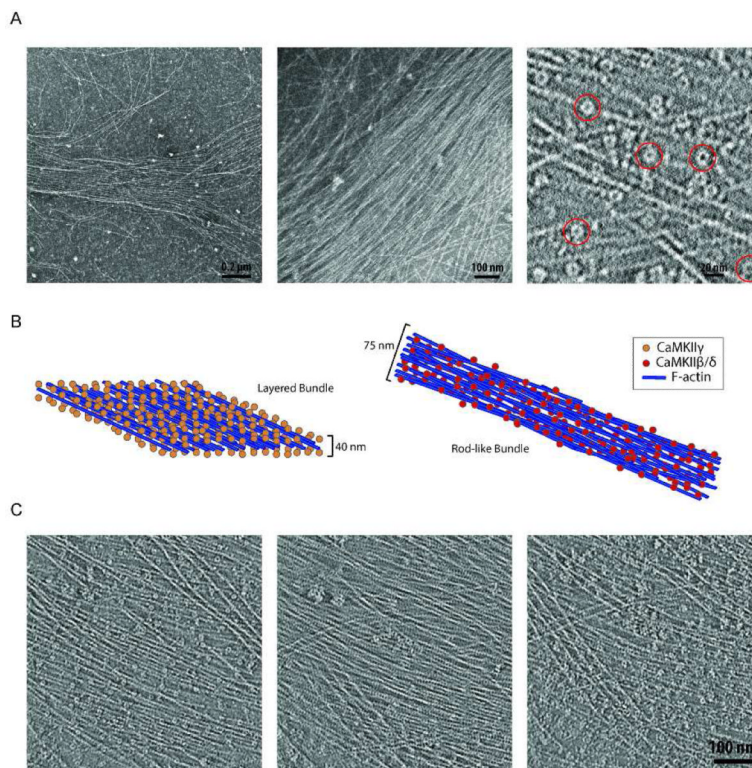 A
0.2 µm
100 nm
20 nm
B
75 nm
CaMKIIγ
CaMKIIβ/δ
F-actin
Layered Bundle
40 nm
Rod-like Bundle
C
100 nm